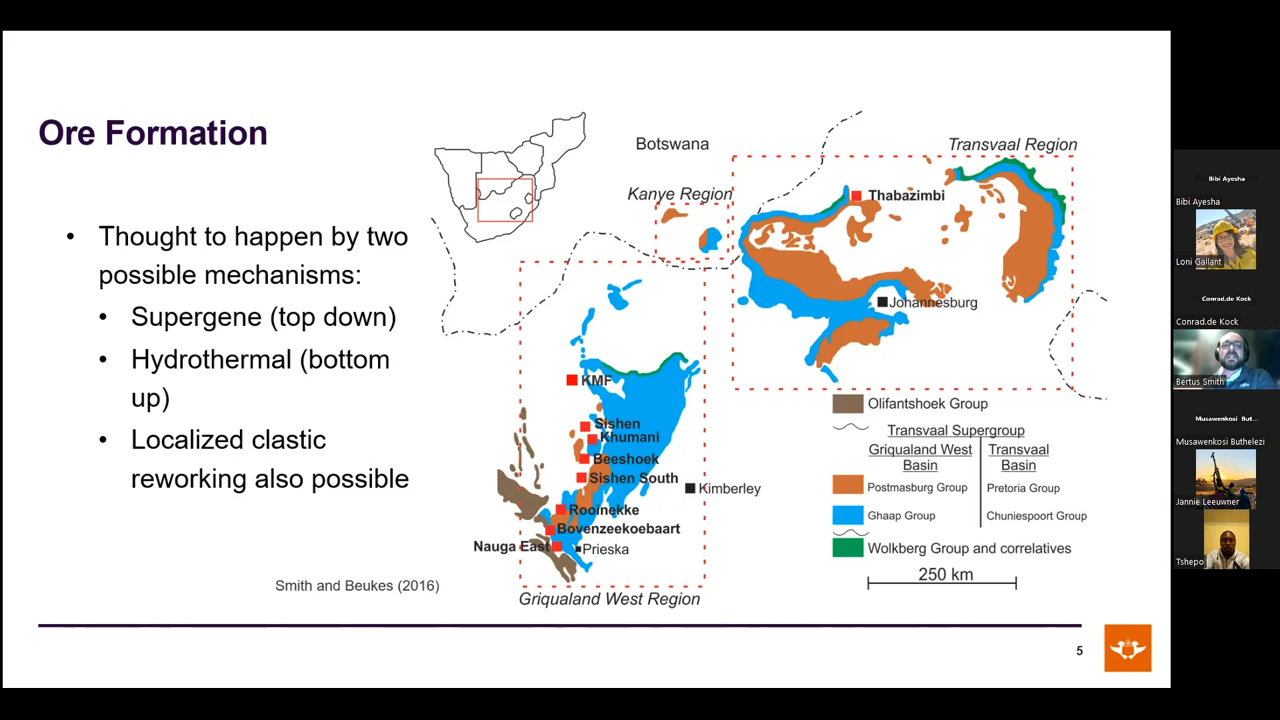 Ore Formation
• Thought to happen by two
possible mechanisms:
• Supergene (top down)
• Hydrothermal (bottom
up)
• Localized clastic
reworking also possible
Smith and Beukes (2016)
Botswana
Transvaal Region
Kanye Region
Thabazimbi
Johannesburg
KMF
Sishen
Khumani
Beeshoek
Sishen South
Kimberley
Rooinekke
Bovenzeekoebaart
Nauga East
Prieska
Griqualand West Region
Olifantshoek Group
Transvaal Supergroup
Griqualand West
Basin
Transvaal
Basin
Postmasburg Group
Pretoria Group
Ghaap Group
Chuniespoort Group
Wolkberg Group and correlatives
250 km
5
Bibi Ayesha
Bibi Ayesha
Loni Gallant
Conrad.de Kock
Conrad.de Kock
Bertus Smith
Musawenkosi But...
Musawenkosi Buthelezi
Jannie Leeuwner
Tshepo